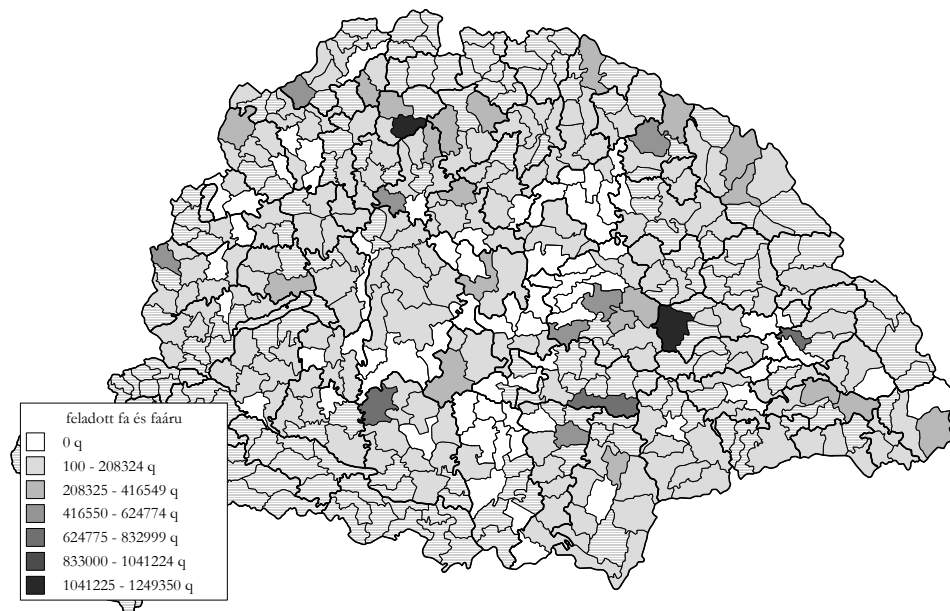 feladott fa és faáru
0 q
100 - 208324 q
208325 - 416549 q
416550 - 624774 q
624775 - 832999 q
833000 - 1041224 q
1041225 - 1249350 q